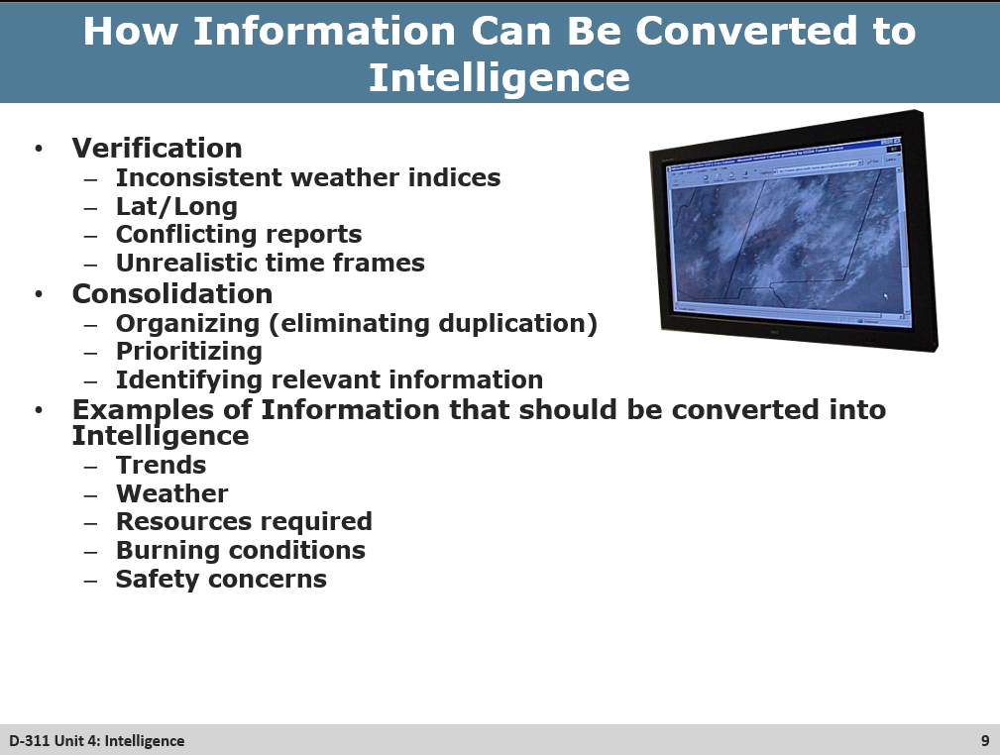 How Information Can Be Converted to
Intelligence
• Verification
– Inconsistent weather indices
– Lat/Long
– Conflicting reports
– Unrealistic time frames
• Consolidation
– Organizing (eliminating duplication)
– Prioritizing
– Identifying relevant information
• Examples of Information that should be converted into
Intelligence
– Trends
– Weather
– Resources required
– Burning conditions
– Safety concerns
D-311 Unit 4: Intelligence 9